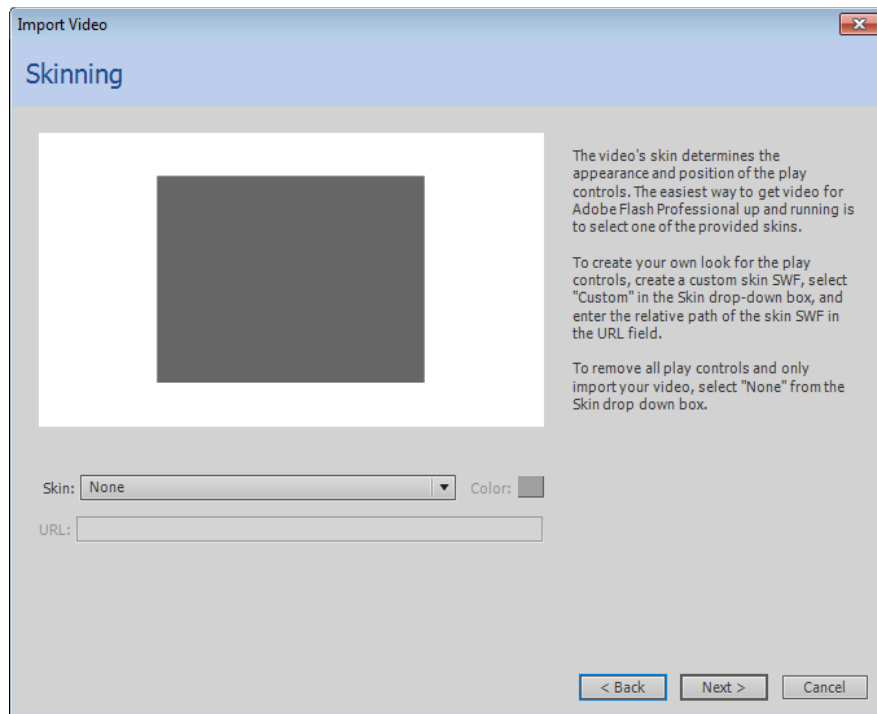 Import Video
Skinning
The video's skin determines the
appearance and position of the play
controls. The easiest way to get video for
Adobe Flash Professional up and running is
to select one of the provided skins.
To create your own look for the play
controls, create a custom skin SWF, select
"Custom" in the Skin drop-down box, and
enter the relative path of the skin SWF in
the URL field.
To remove all play controls and only
import your video, select "None" from the
Skin drop down box.
Skin: None Color:
URL:
< Back Next > Cancel